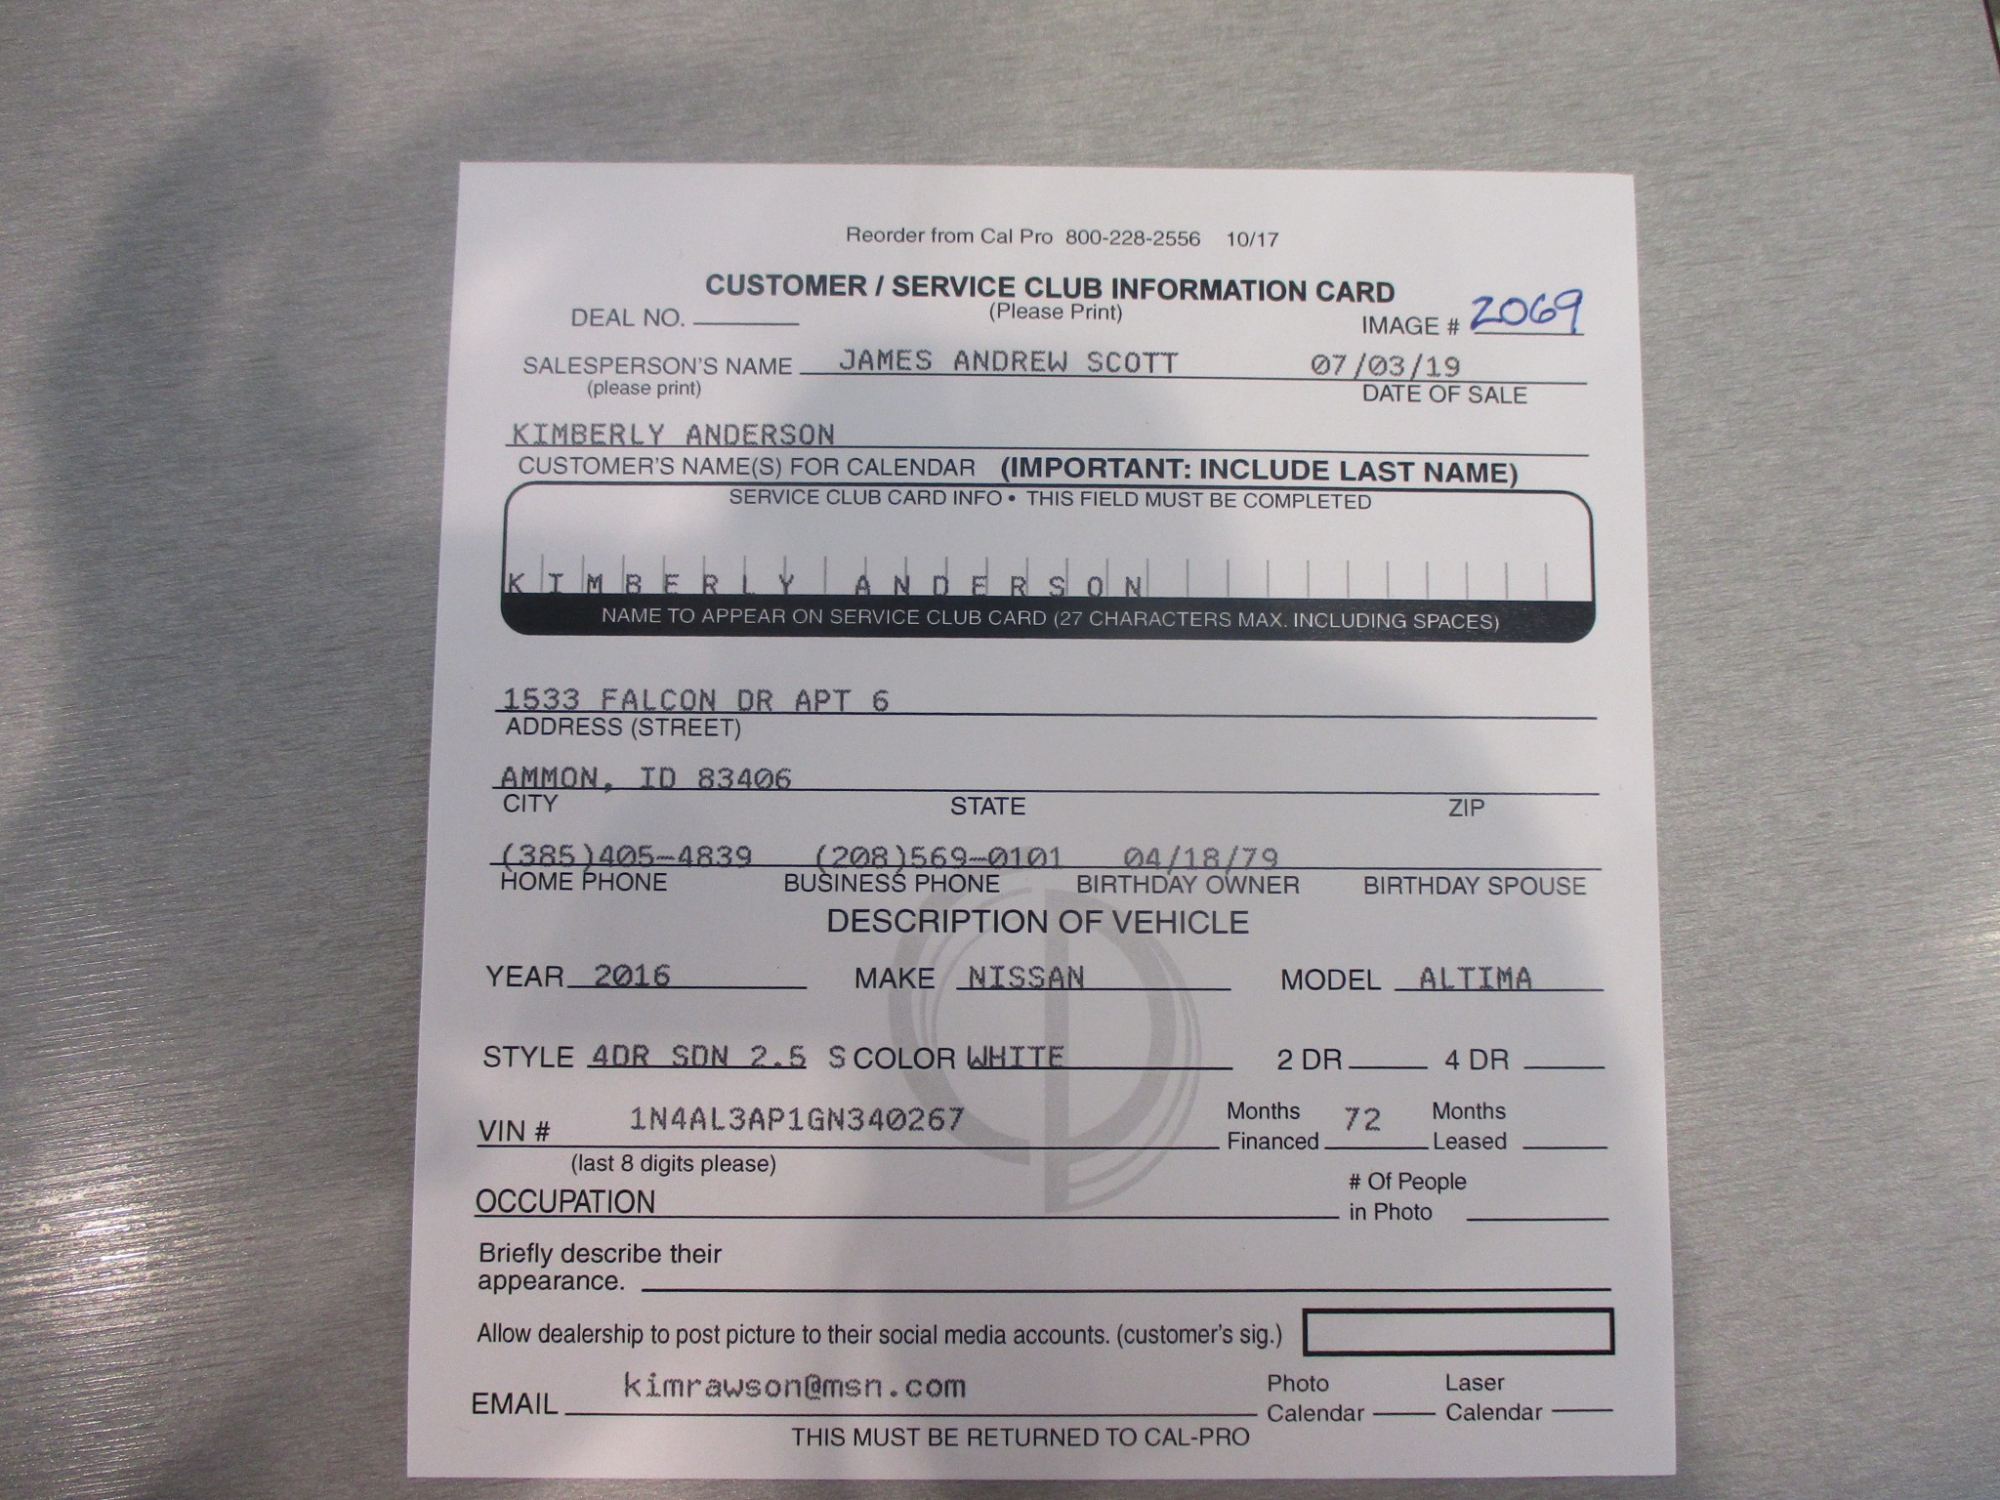 Reorder from Cal Pro 800-228-2556 10/17
CUSTOMER / SERVICE CLUB INFORMATION CARD
(Please Print)
DEAL NO.
IMAGE # 2069
SALESPERSON'S NAME JAMES ANDREW SCOTT 07/03/19
(please print) DATE OF SALE
KIMBERLY ANDERSON
CUSTOMER'S NAME(S) FOR CALENDAR (IMPORTANT: INCLUDE LAST NAME)
SERVICE CLUB CARD INFO • THIS FIELD MUST BE COMPLETED
KIMBERLY ANDERSON
NAME TO APPEAR ON SERVICE CLUB CARD (27 CHARACTERS MAX. INCLUDING SPACES)
1533 FALCON DR APT 6
ADDRESS (STREET)
AMMON, ID 83406
CITY STATE ZIP
(385)405-4839 (208)569-0101 04/18/79
HOME PHONE BUSINESS PHONE BIRTHDAY OWNER BIRTHDAY SPOUSE
DESCRIPTION OF VEHICLE
YEAR 2016 MAKE NISSAN MODEL ALTIMA
STYLE 4DR SDN 2.5 S COLOR WHITE 2 DR 4 DR
VIN # 1N4AL3AP1GN340267 Months Financed 72 Months Leased
(last 8 digits please)
OCCUPATION # Of People in Photo
Briefly describe their
appearance.
Allow dealership to post picture to their social media accounts. (customer's sig.)
EMAIL kimrawson@msn.com Photo Calendar Laser Calendar
THIS MUST BE RETURNED TO CAL-PRO